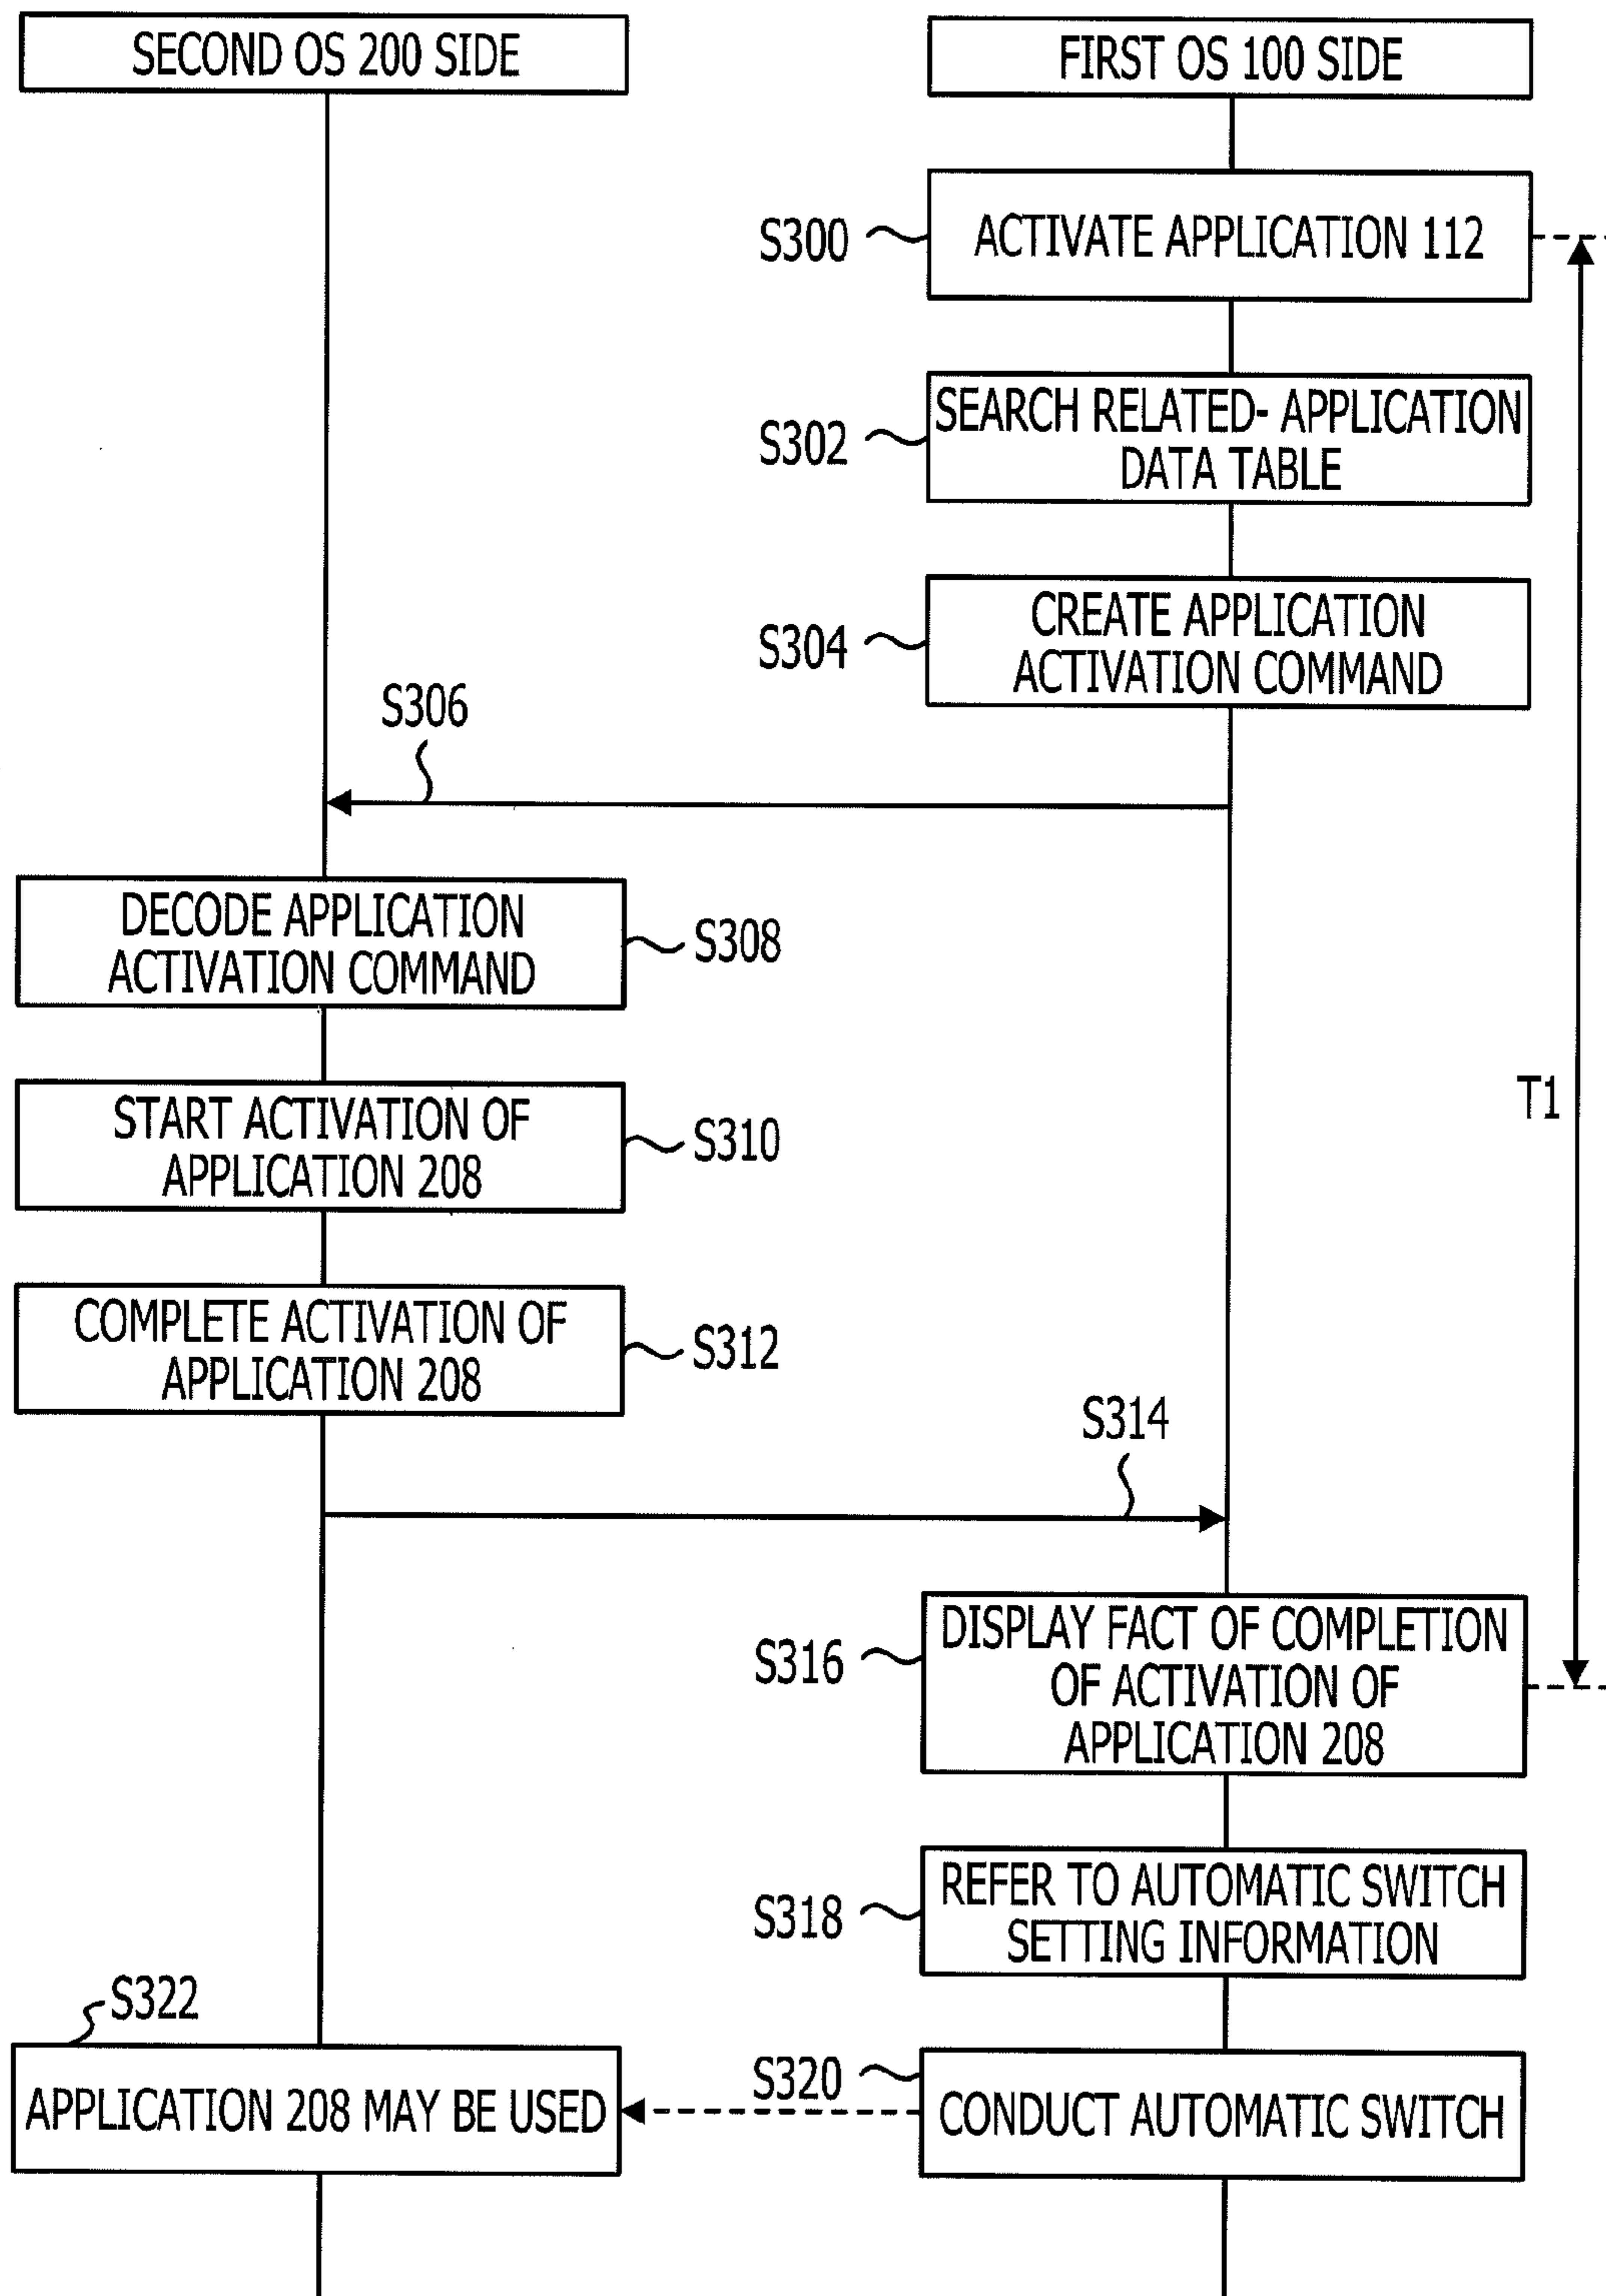 SECOND OS 200 SIDE
FIRST OS 100 SIDE
S300
ACTIVATE APPLICATION 112
S302
SEARCH RELATED- APPLICATION
DATA TABLE
S304
CREATE APPLICATION
ACTIVATION COMMAND
S306
DECODE APPLICATION
ACTIVATION COMMAND
S308
START ACTIVATION OF
APPLICATION 208
S310
T1
COMPLETE ACTIVATION OF
APPLICATION 208
S312
S314
S316
DISPLAY FACT OF COMPLETION
OF ACTIVATION OF
APPLICATION 208
S318
REFER TO AUTOMATIC SWITCH
SETTING INFORMATION
S322
APPLICATION 208 MAY BE USED
S320
CONDUCT AUTOMATIC SWITCH